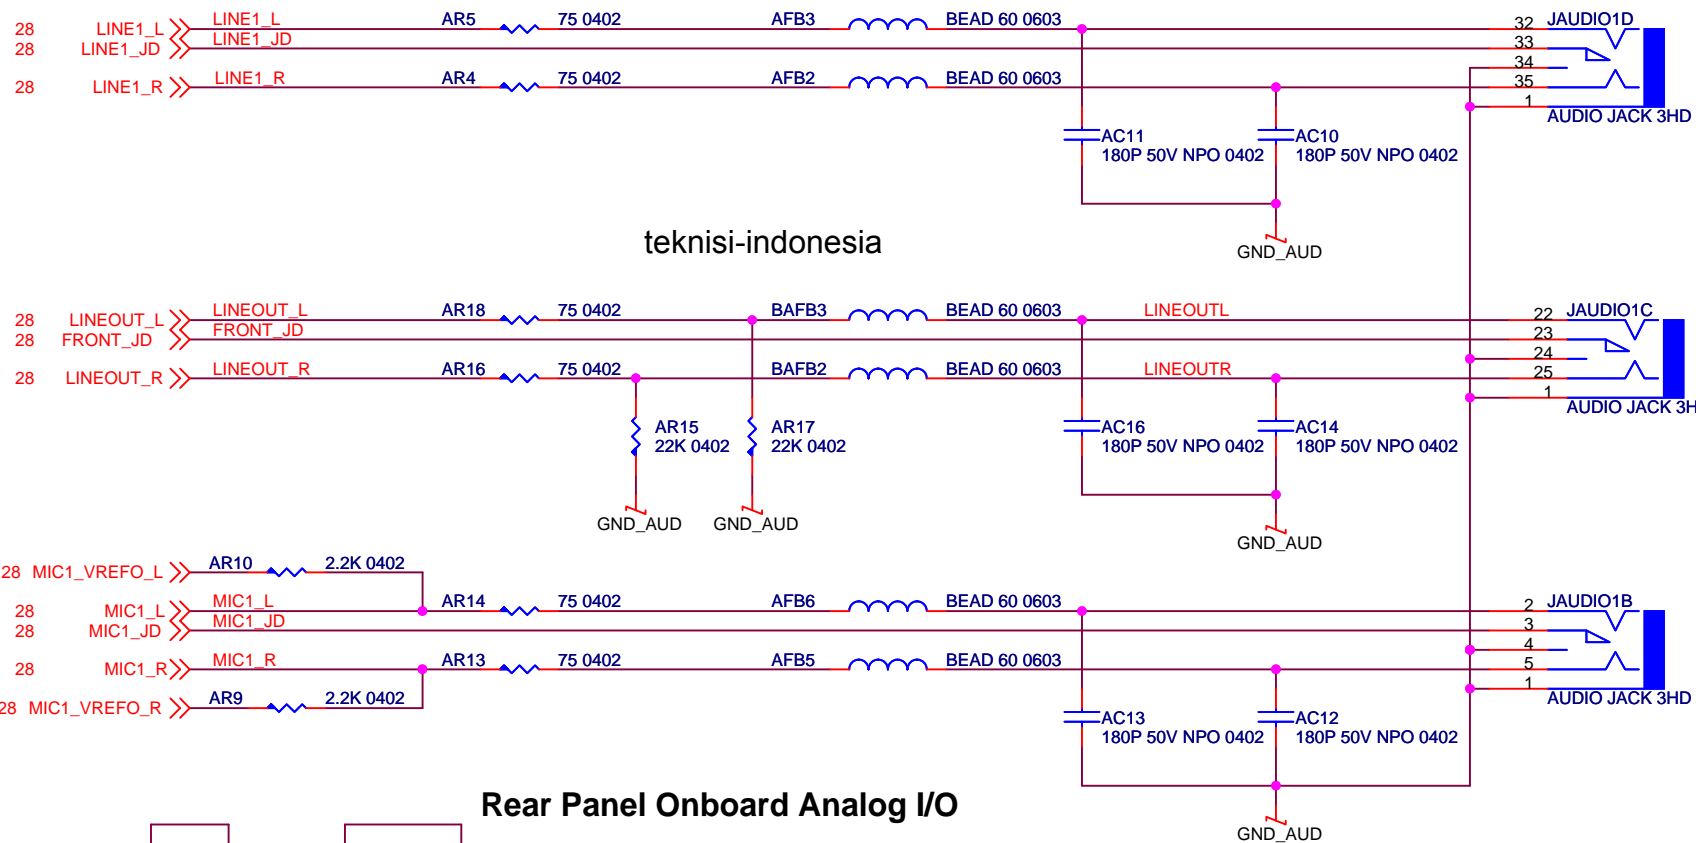 28 LINE1_L LINE1_L AR5 75 0402 AFB3 BEAD 60 0603 32 JAUDIO1D
28 LINE1_JD LINE1_JD 33
34
28 LINE1_R LINE1_R AR4 75 0402 AFB2 BEAD 60 0603 35
1
AUDIO JACK 3HD
AC11 AC10
180P 50V NPO 0402 180P 50V NPO 0402
teknisi-indonesia
GND_AUD
28 LINEOUT_L LINEOUT_L AR18 75 0402 BAFB3 BEAD 60 0603 LINEOUTL 22 JAUDIO1C
28 FRONT_JD FRONT_JD 23
24
28 LINEOUT_R LINEOUT_R AR16 75 0402 BAFB2 BEAD 60 0603 LINEOUTR 25
1
AUDIO JACK 3H
AR15 AR17 AC16 AC14
22K 0402 22K 0402 180P 50V NPO 0402 180P 50V NPO 0402
GND_AUD GND_AUD GND_AUD
28 MIC1_VREFO_L AR10 2.2K 0402
28 MIC1_L MIC1_L AR14 75 0402 AFB6 BEAD 60 0603 2 JAUDIO1B
28 MIC1_JD MIC1_JD 3
4
28 MIC1_R MIC1_R AR13 75 0402 AFB5 BEAD 60 0603 5
1
28 MIC1_VREFO_R AR9 2.2K 0402 AUDIO JACK 3HD
AC13 AC12
180P 50V NPO 0402 180P 50V NPO 0402
Rear Panel Onboard Analog I/O
GND_AUD